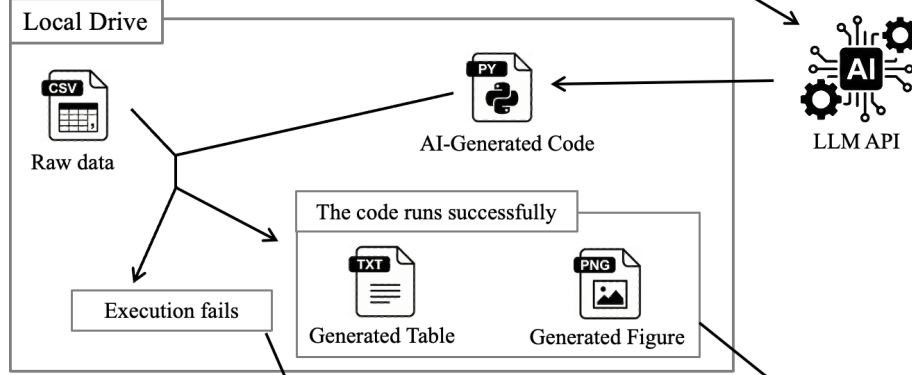 Local Drive
CSV
Raw data
PY
AI-Generated Code
AI
LLM API
The code runs successfully
TXT
Generated Table
PNG
Generated Figure
Execution fails